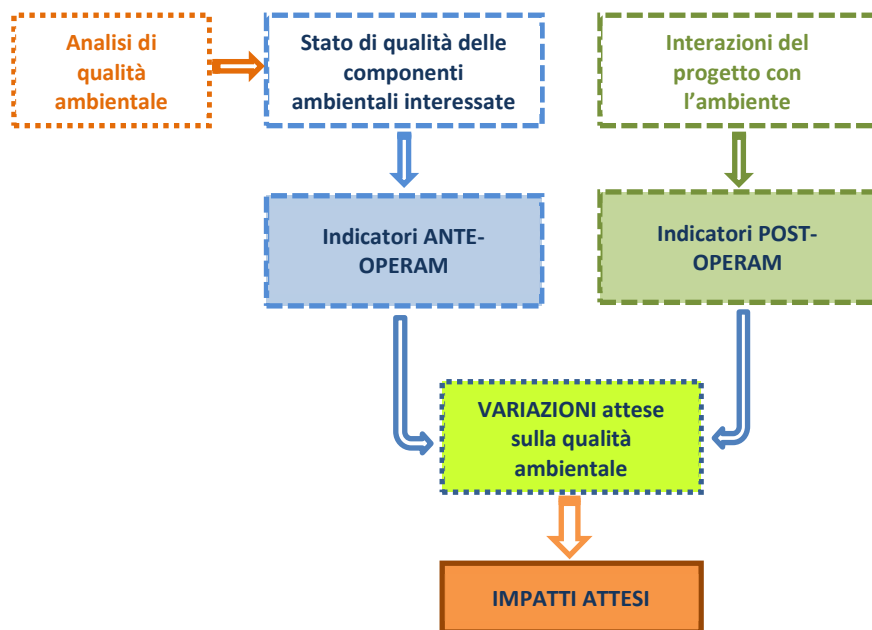 Analisi di
qualità
ambientale
Stato di qualità delle
componenti
ambientali interessate
Interazioni del
progetto con
l’ambiente
Indicatori ANTE-
OPERAM
Indicatori POST-
OPERAM
VARIAZIONI attese
sulla qualità
ambientale
IMPATTI ATTESI